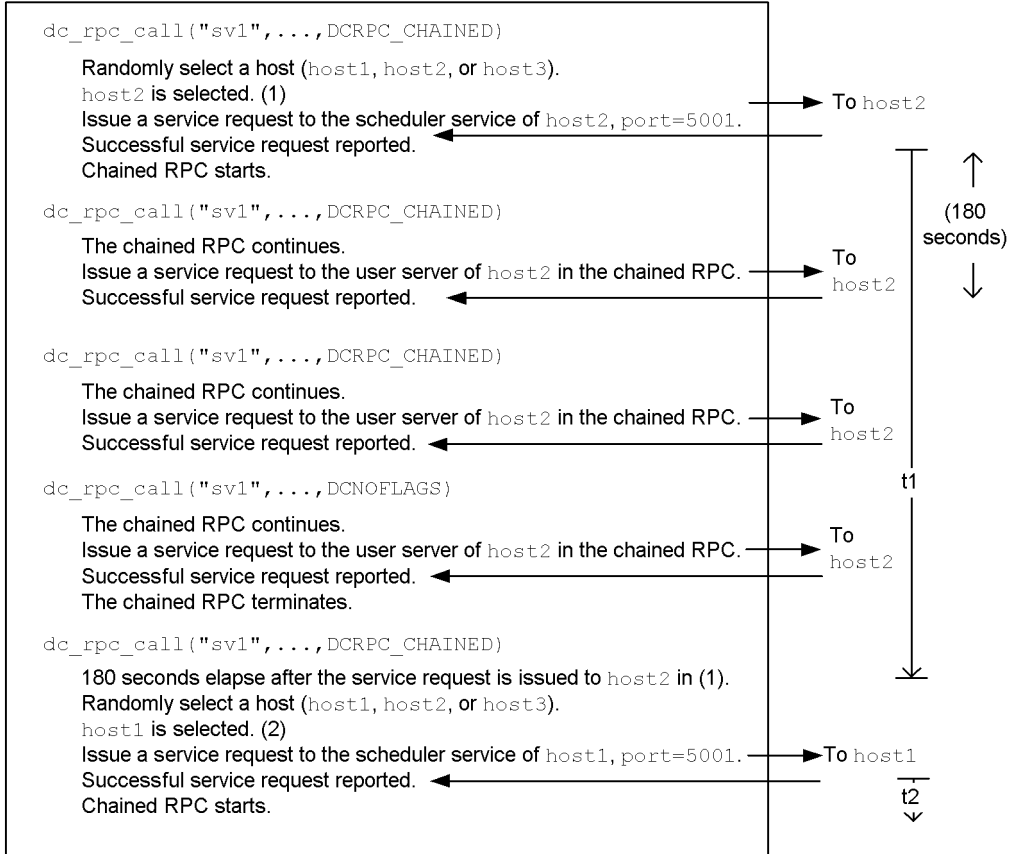 dc_rpc_call("sv1",...,DCRPC_CHAINED)
Randomly select a host (host1, host2, or host3).
host2 is selected. (1)
Issue a service request to the scheduler service of host2, port=5001.
To host2
Successful service request reported.
Chained RPC starts.
(180
seconds)
dc_rpc_call("sv1",...,DCRPC_CHAINED)
The chained RPC continues.
Issue a service request to the user server of host2 in the chained RPC.
To
host2
Successful service request reported.
dc_rpc_call("sv1",...,DCRPC_CHAINED)
The chained RPC continues.
Issue a service request to the user server of host2 in the chained RPC.
To
host2
Successful service request reported.
t1
dc_rpc_call("sv1",...,DCNOFLAGS)
The chained RPC continues.
Issue a service request to the user server of host2 in the chained RPC.
To
host2
Successful service request reported.
The chained RPC terminates.
dc_rpc_call("sv1",...,DCRPC_CHAINED)
180 seconds elapse after the service request is issued to host2 in (1).
Randomly select a host (host1, host2, or host3).
host1 is selected. (2)
Issue a service request to the scheduler service of host1, port=5001.
To host1
Successful service request reported.
Chained RPC starts.
t2